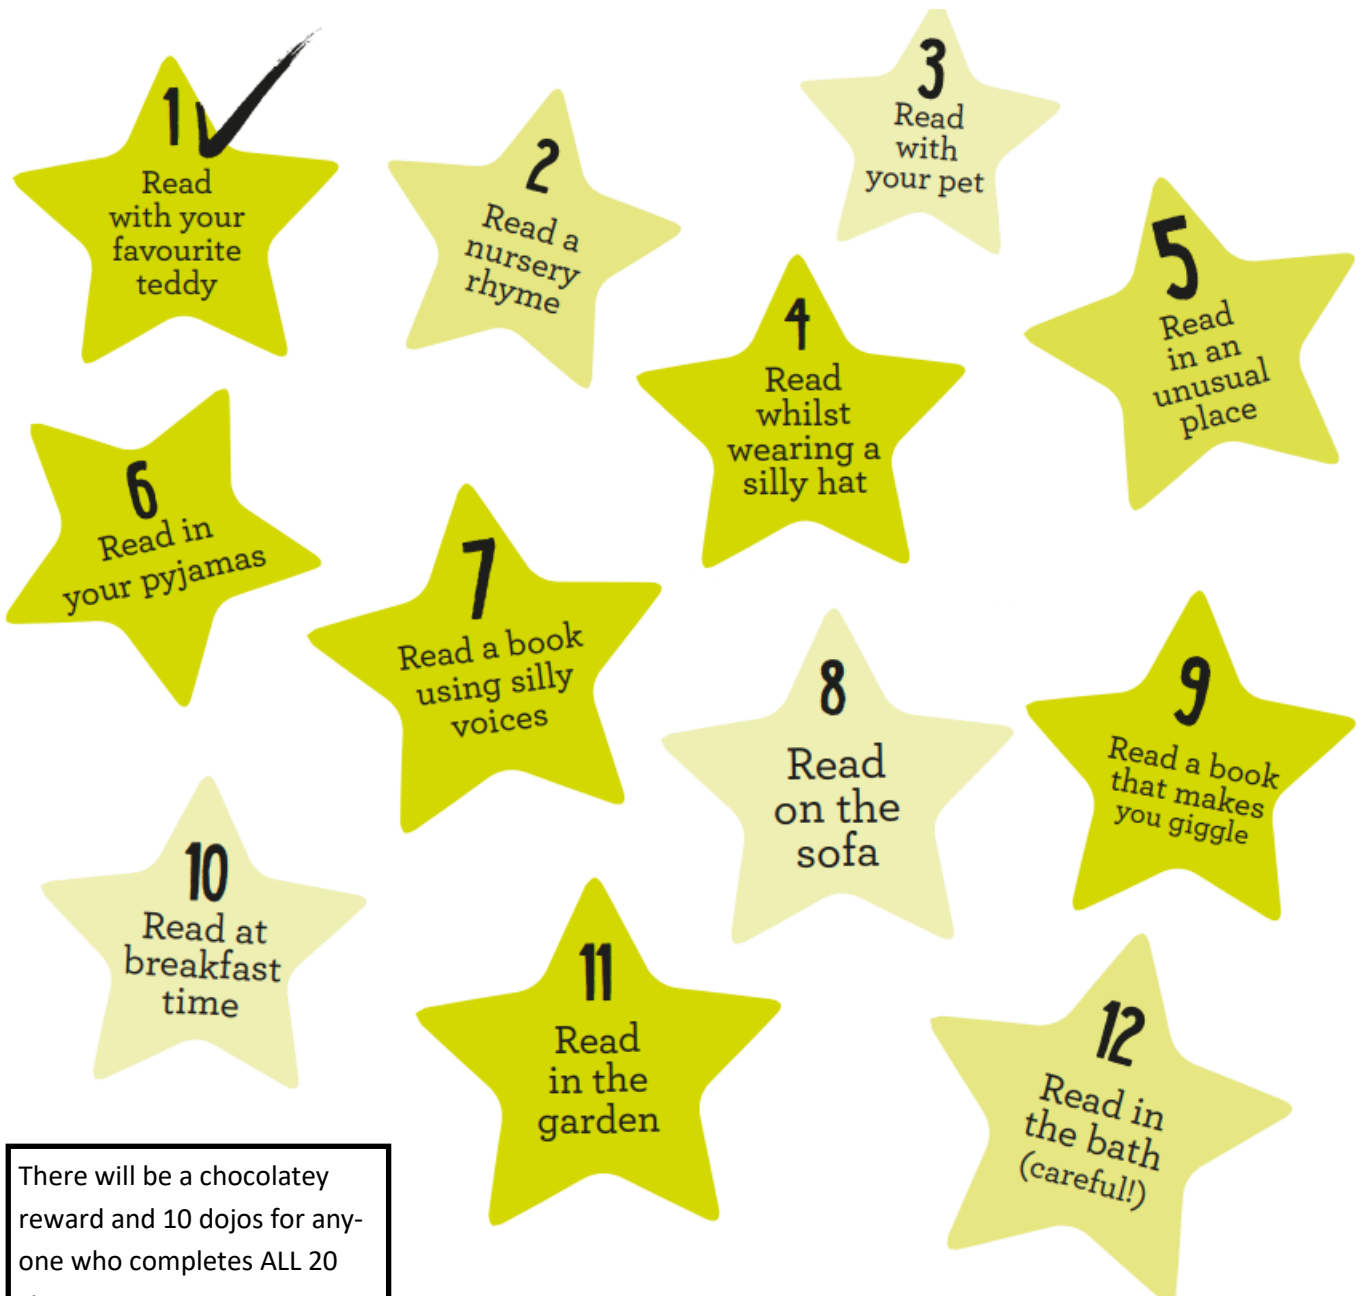 1
Read
with your
favourite
teddy
2
Read a
nursery
rhyme
3
Read
with
your pet
4
Read
whilst
wearing a
silly hat
5
Read
in an
unusual
place
6
Read in
your pyjamas
7
Read a book
using silly
voices
8
Read
on the
sofa
9
Read a book
that makes
you giggle
10
Read at
breakfast
time
11
Read
in the
garden
12
Read in
the bath
(careful!)
There will be a chocolatey
reward and 10 dojos for any-
one who completes ALL 20